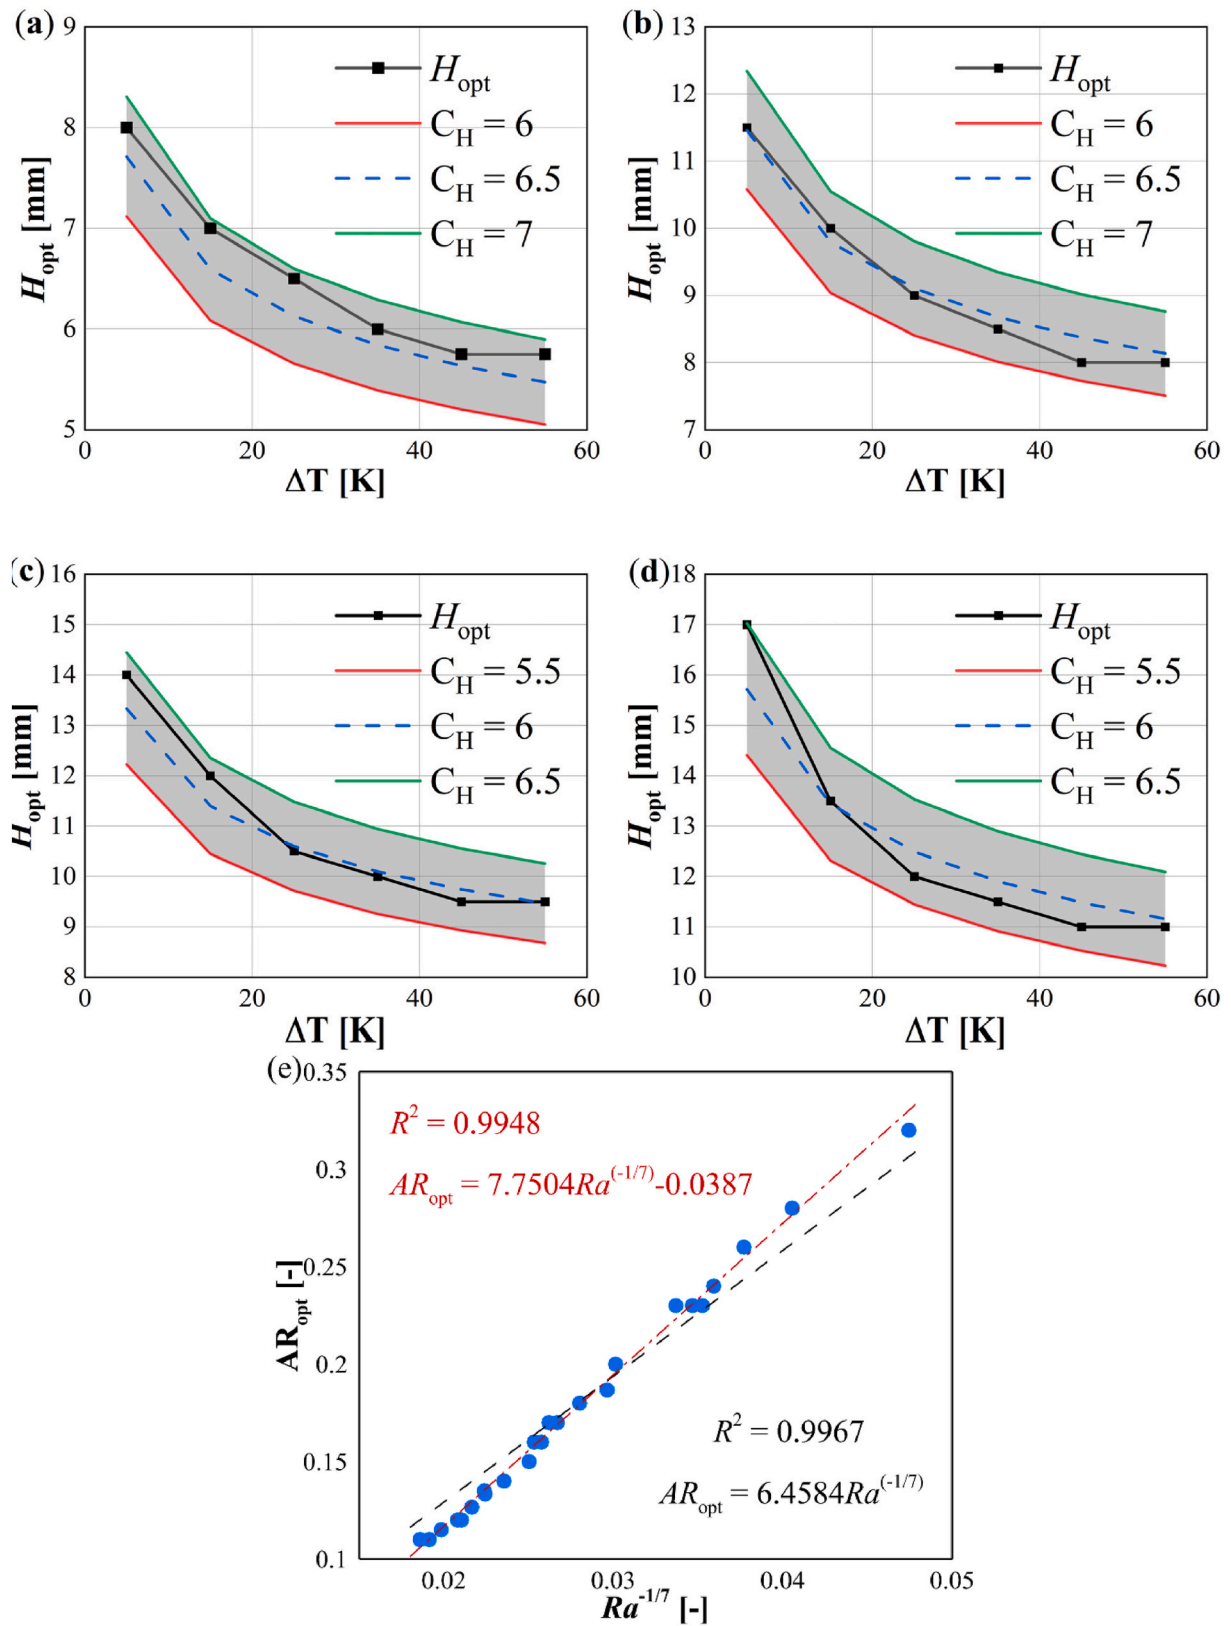 (a)
9
8
7
6
5
H_opt [mm]
H_opt
C_H = 6
C_H = 6.5
C_H = 7
0
20
40
60
ΔT [K]
(b)
13
12
11
10
9
8
7
H_opt [mm]
H_opt
C_H = 6
C_H = 6.5
C_H = 7
0
20
40
60
ΔT [K]
(c)
16
15
14
13
12
11
10
9
8
H_opt [mm]
H_opt
C_H = 5.5
C_H = 6
C_H = 6.5
0
20
40
60
ΔT [K]
(d)
18
17
16
15
14
13
12
11
10
H_opt [mm]
H_opt
C_H = 5.5
C_H = 6
C_H = 6.5
0
20
40
60
ΔT [K]
(e)
0.35
0.3
0.25
0.2
0.15
0.1
AR_opt [-]
R² = 0.9948
AR_opt = 7.7504Ra^(-1/7)-0.0387
R² = 0.9967
AR_opt = 6.4584Ra^(-1/7)
0.02
0.03
0.04
0.05
Ra^-1/7 [-]